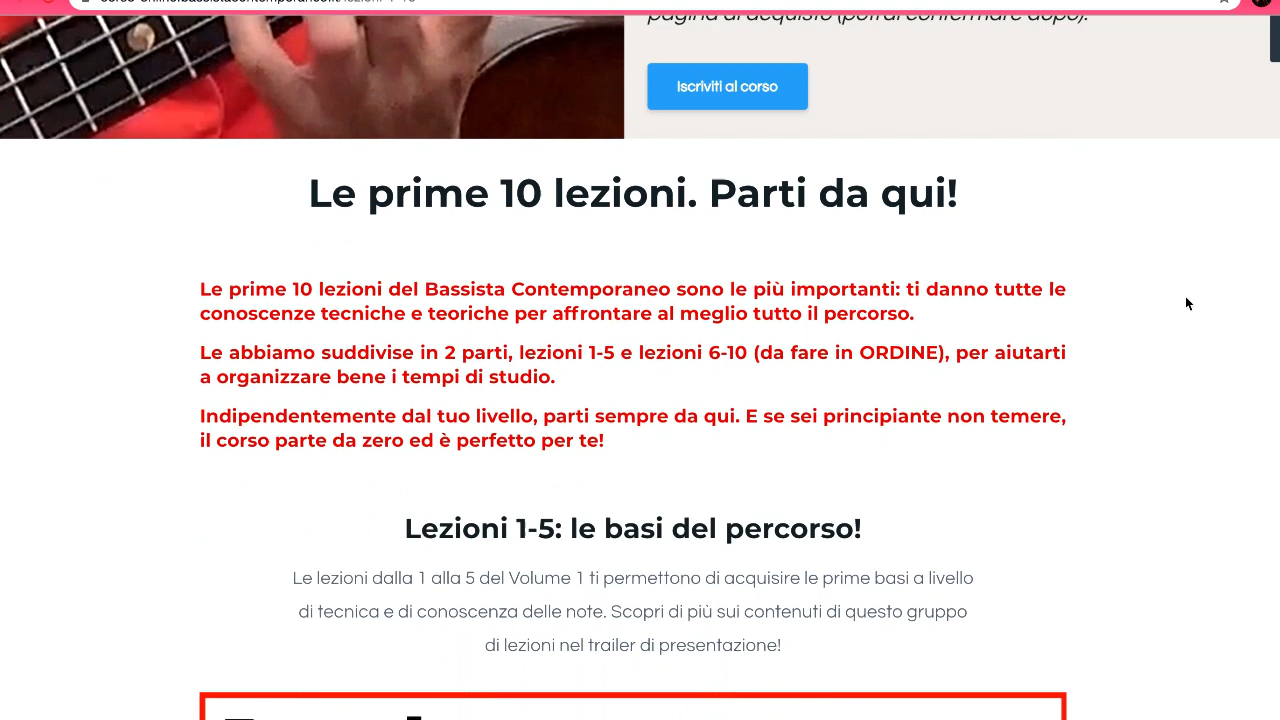 pagina di acquisto (potrai confermare dopo).
Iscriviti al corso
Le prime 10 lezioni. Parti da qui!
Le prime 10 lezioni del Bassista Contemporaneo sono le più importanti: ti danno tutte le
conoscenze tecniche e teoriche per affrontare al meglio tutto il percorso.
Le abbiamo suddivise in 2 parti, lezioni 1-5 e lezioni 6-10 (da fare in ORDINE), per aiutarti
a organizzare bene i tempi di studio.
Indipendentemente dal tuo livello, parti sempre da qui. E se sei principiante non temere,
il corso parte da zero ed è perfetto per te!
Lezioni 1-5: le basi del percorso!
Le lezioni dalla 1 alla 5 del Volume 1 ti permettono di acquisire le prime basi a livello
di tecnica e di conoscenza delle note. Scopri di più sui contenuti di questo gruppo
di lezioni nel trailer di presentazione!